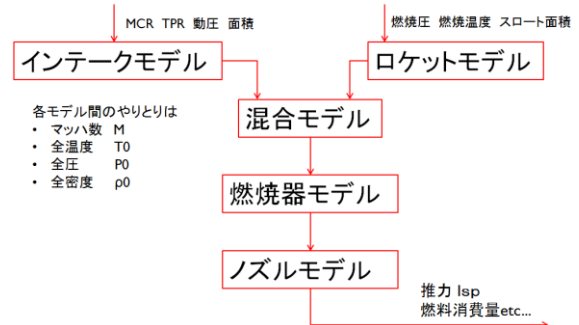 MCR TPR 動圧 面積
燃焼圧 燃焼温度 スロート面積
インテークモデル
ロケットモデル
各モデル間のやりとりは
• マッハ数 M
• 全温度 T0
• 全圧 P0
• 全密度 ρ0
混合モデル
燃焼器モデル
ノズルモデル
推力 Isp
燃料消費量etc...